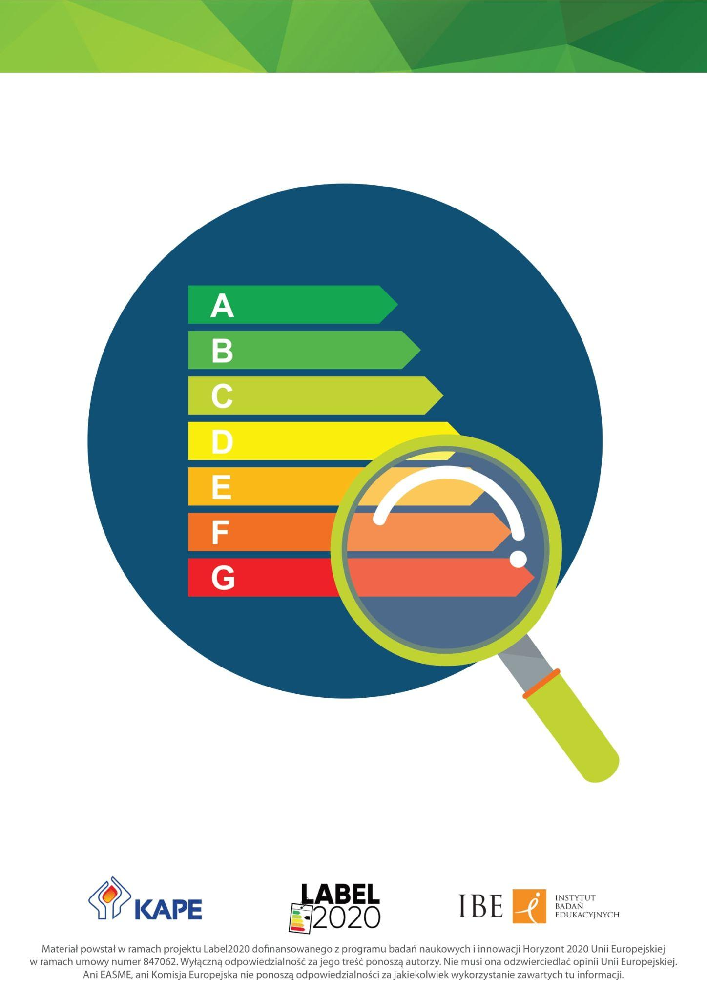 A
B
C
D
E
F
G
KAPE
LABEL
2020
IBE
INSTYTUT
BADAŃ
EDUKACYJNYCH
Materiał powstał w ramach projektu Label2020 dofinansowanego z programu badań naukowych i innowacji Horyzont 2020 Unii Europejskiej
w ramach umowy numer 847062. Wyłączną odpowiedzialność za jego treść ponoszą autorzy. Nie musi ona odzwierciedlać opinii Unii Europejskiej.
Ani EASME, ani Komisja Europejska nie ponoszą odpowiedzialności za jakiekolwiek wykorzystanie zawartych tu informacji.